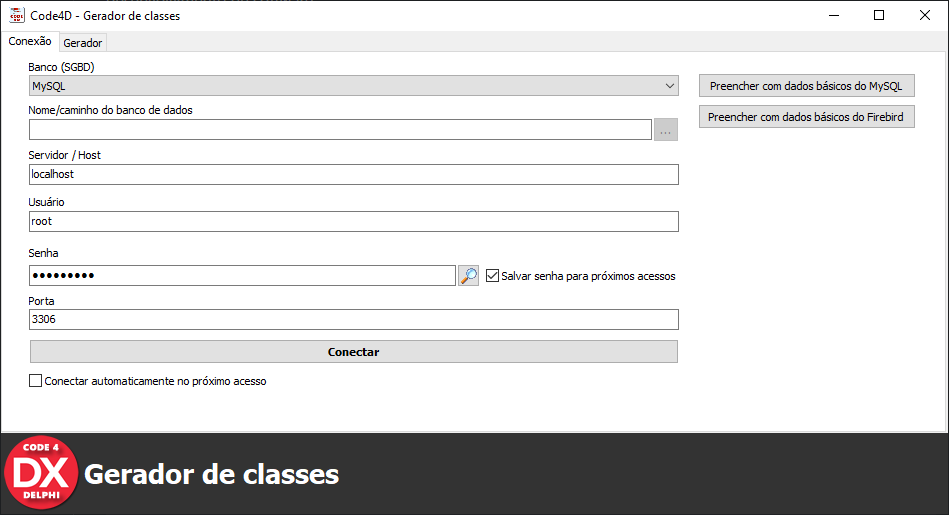 Code4D - Gerador de classes
Conexão
Gerador
Banco (SGBD)
MySQL
Preencher com dados básicos do MySQL
Nome/caminho do banco de dados
...
Preencher com dados básicos do Firebird
Servidor / Host
localhost
Usuário
root
Senha
●●●●●●●●●
Salvar senha para próximos acessos
Porta
3306
Conectar
Conectar automaticamente no próximo acesso
CODE 4
DX
DELPHI
Gerador de classes